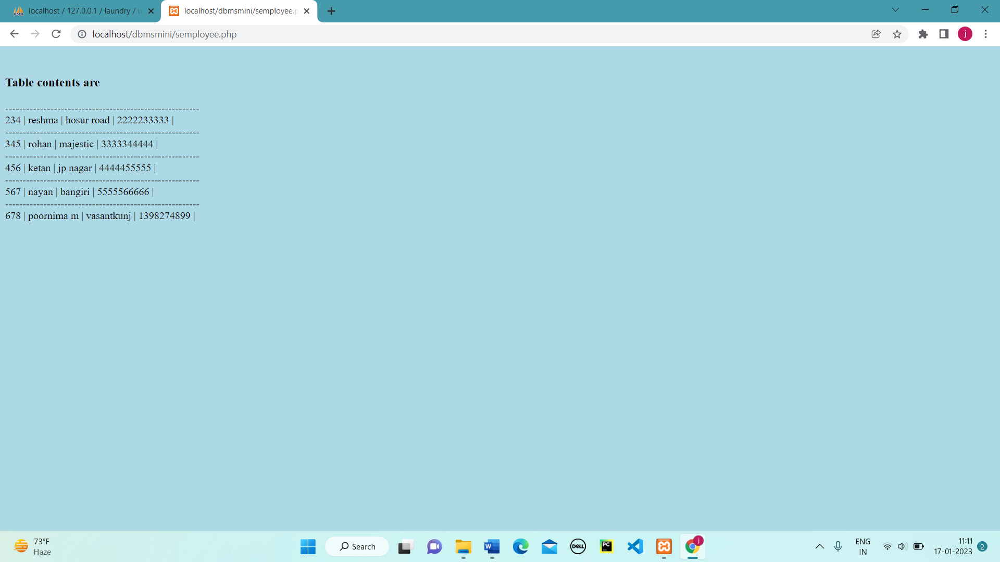 localhost / 127.0.0.1 / laundry / u
localhost/dbmsmini/semployee.p
localhost/dbmsmini/semployee.php
j
Table contents are
--------------------------------------------------------
234 | reshma | hosur road | 2222233333 |
--------------------------------------------------------
345 | rohan | majestic | 3333344444 |
--------------------------------------------------------
456 | ketan | jp nagar | 4444455555 |
--------------------------------------------------------
567 | nayan | bangiri | 5555566666 |
--------------------------------------------------------
678 | poornima m | vasantkunj | 1398274899 |
73°F
Haze
Search
W
DELL
PC
j
ENG
IN
11:11
17-01-2023
2